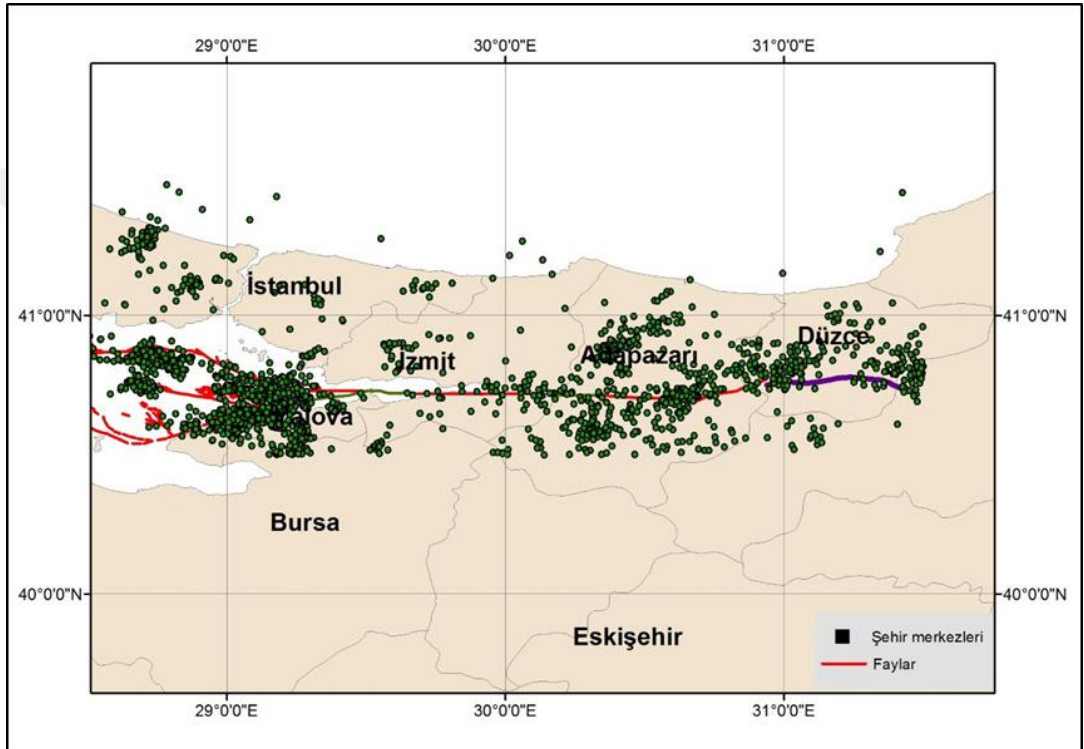 29°0'0"E 30°0'0"E 31°0'0"E
41°0'0"N 41°0'0"N
İstanbul
Düzce
İzmit
Adapazarı
Yalova
Bursa
40°0'0"N 40°0'0"N
Eskişehir
Şehir merkezleri
Faylar
29°0'0"E 30°0'0"E 31°0'0"E